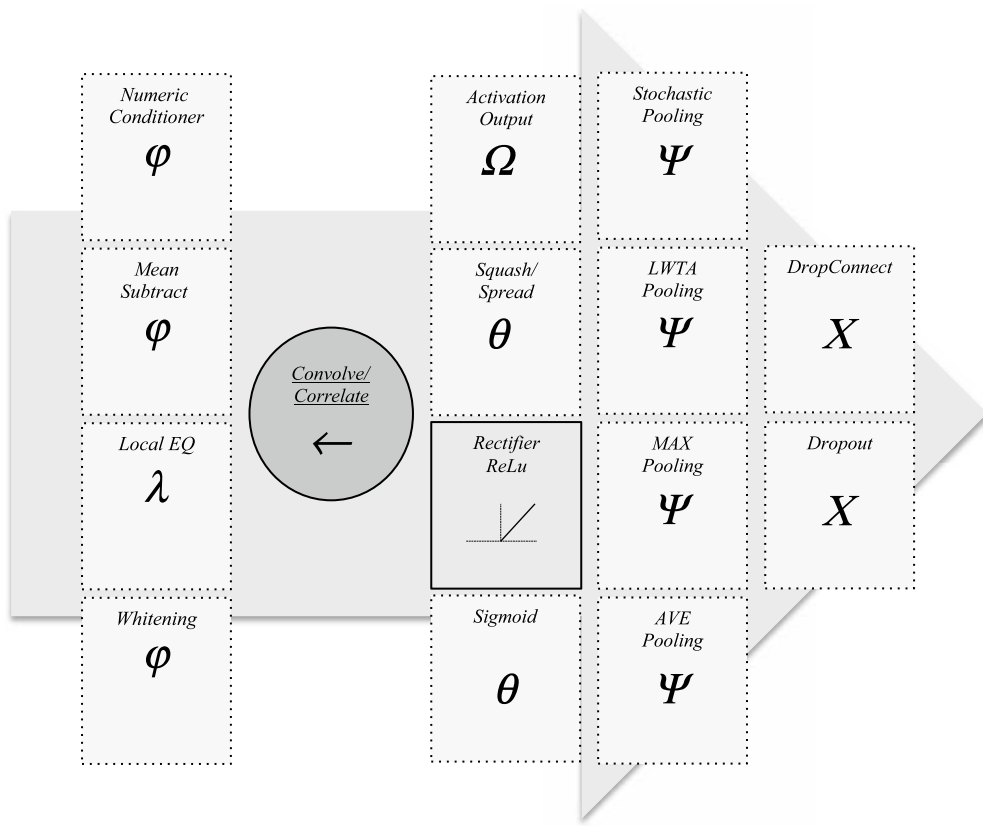 Numeric
Conditioner
φ
Mean
Subtract
φ
Local EQ
λ
Whitening
φ
Convolve/
Correlate
←
Activation
Output
Ω
Squash/
Spread
θ
Rectifier
ReLu
Sigmoid
θ
Stochastic
Pooling
Ψ
LWTA
Pooling
Ψ
MAX
Pooling
Ψ
AVE
Pooling
Ψ
DropConnect
X
Dropout
X